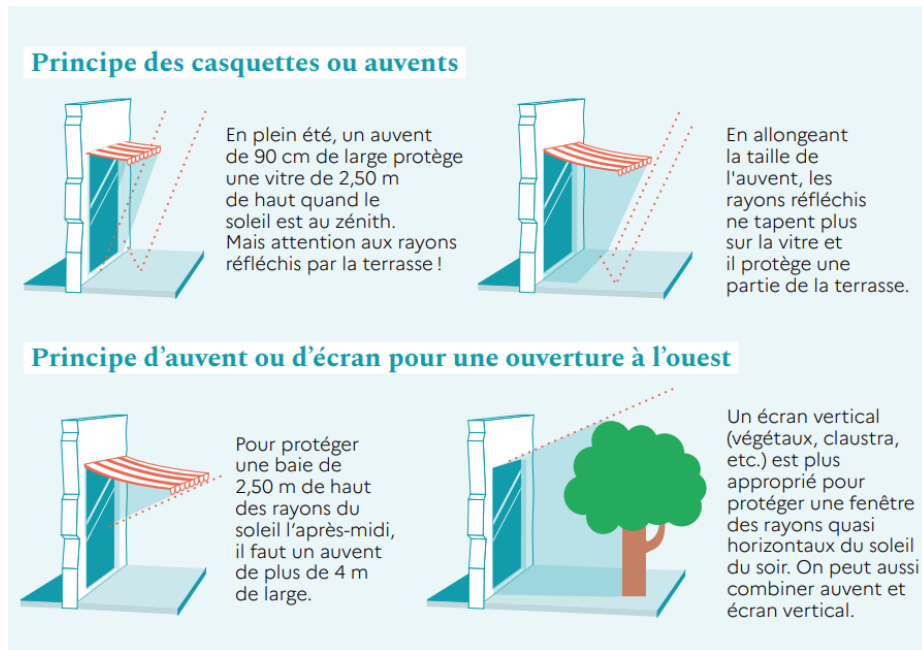 Principe des casquettes ou auvents
En plein été, un auvent
de 90 cm de large protège
une vitre de 2,50 m
de haut quand le
soleil est au zénith.
Mais attention aux rayons
réfléchis par la terrasse !
En allongeant
la taille de
l'auvent, les
rayons réfléchis
ne tapent plus
sur la vitre et
il protège une
partie de la terrasse.
Principe d’auvent ou d’écran pour une ouverture à l’ouest
Pour protéger
une baie de
2,50 m de haut
des rayons du
soleil l’après-midi,
il faut un auvent
de plus de 4 m
de large.
Un écran vertical
(végétaux, claustra,
etc.) est plus
approprié pour
protéger une fenêtre
des rayons quasi
horizontaux du soleil
du soir. On peut aussi
combiner auvent et
écran vertical.